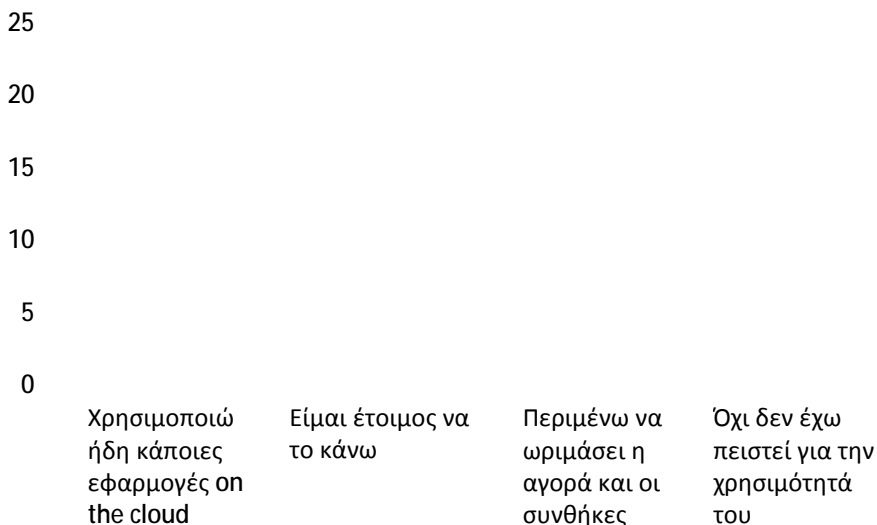 25
20
15
10
5
0
Χρησιμοποιώ
ήδη κάποιες
εφαρμογές on
the cloud
Είμαι έτοιμος να
το κάνω
Περιμένω να
ωριμάσει η
αγορά και οι
συνθήκες
Όχι δεν έχω
πειστεί για την
χρησιμότητά
του